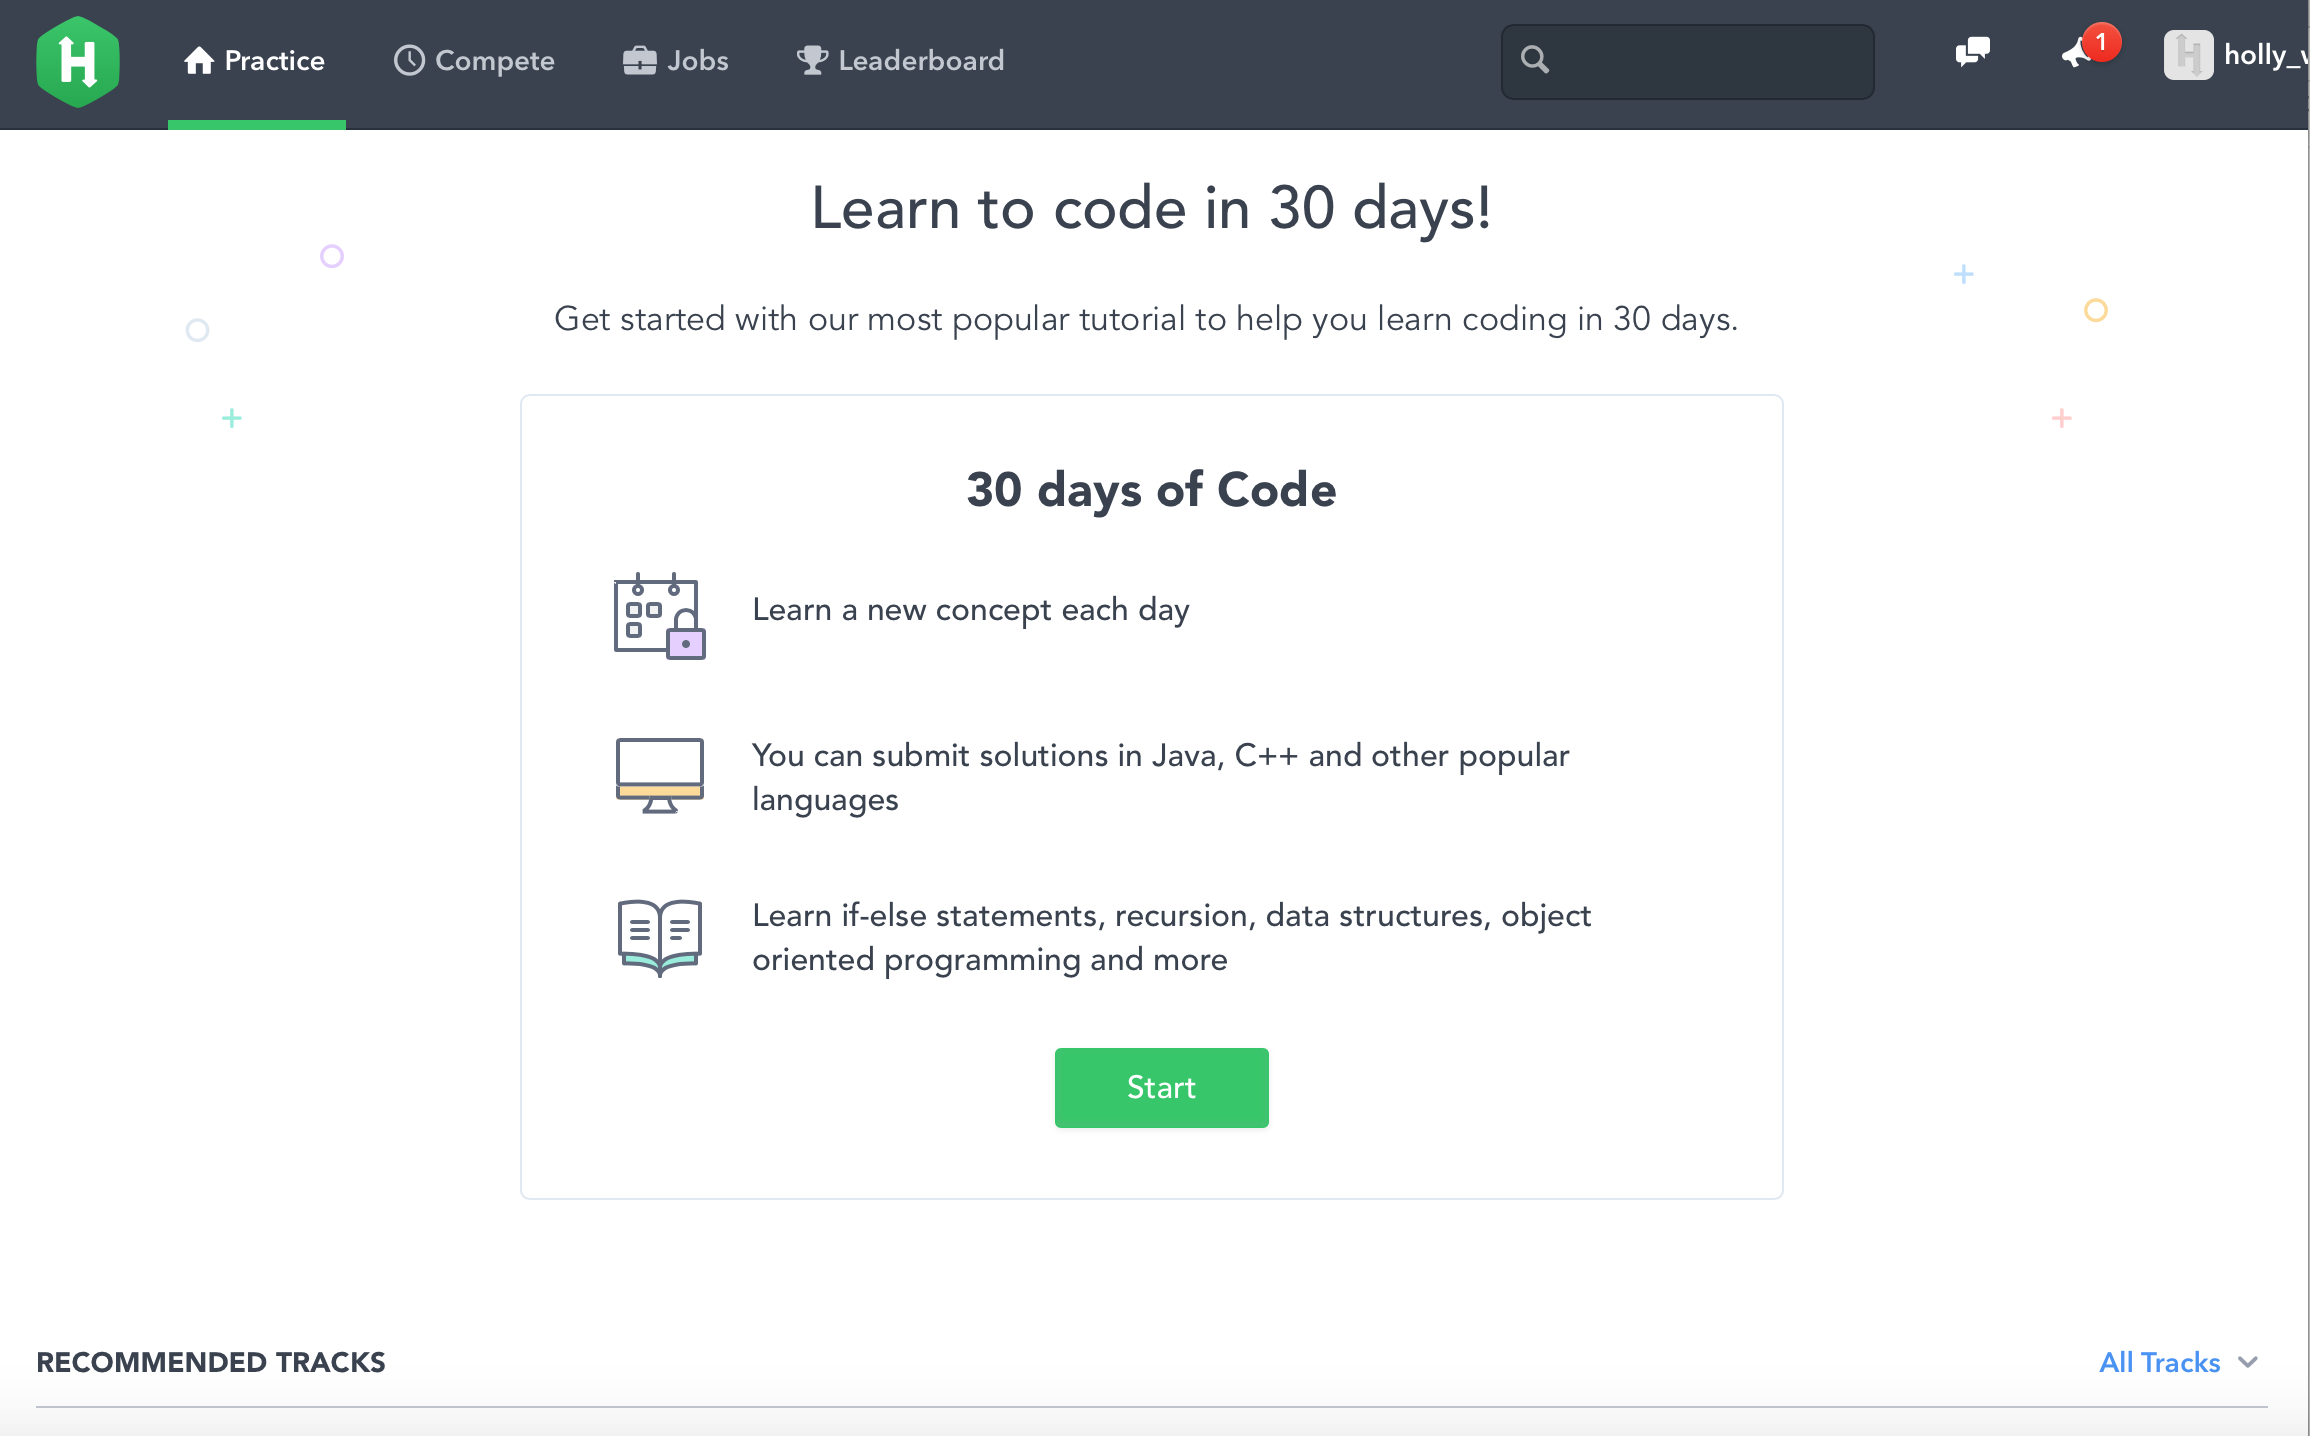 Practice
Compete
Jobs
Leaderboard
1
Learn to code in 30 days!
Get started with our most popular tutorial to help you learn coding in 30 days.
30 days of Code
Learn a new concept each day
You can submit solutions in Java, C++ and other popular
languages
Learn if-else statements, recursion, data structures, object
oriented programming and more
Start
RECOMMENDED TRACKS
All Tracks